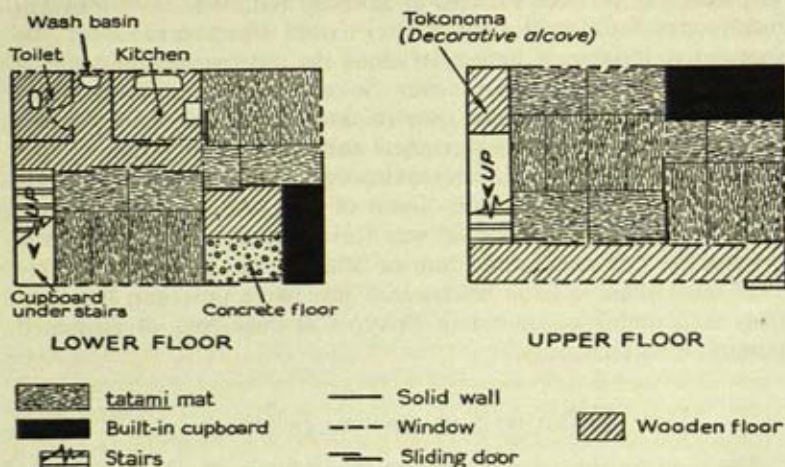 Wash basin
Toilet
Kitchen
UP
Cupboard
under stairs
Concrete floor
LOWER FLOOR
Tokonoma
(Decorative alcove)
UP
UPPER FLOOR
tatami mat
Built-in cupboard
Stairs
Solid wall
Window
Sliding door
Wooden floor